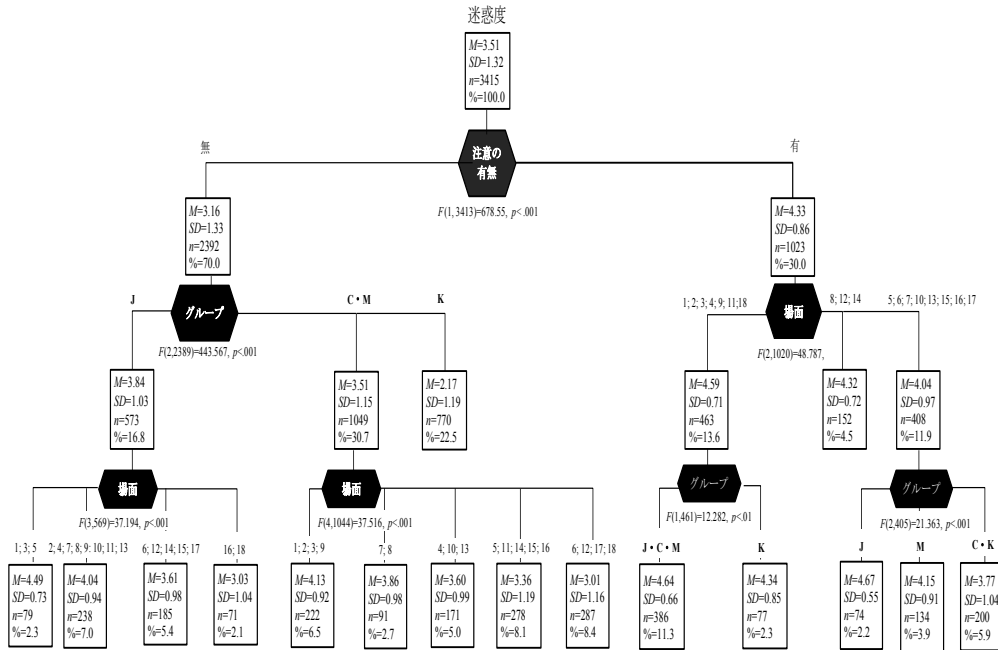 迷惑度
M=3.51
SD=1.32
n=3415
%=100.0
無
注意の
有無
有
F(1, 3413)=678.55, p<.001
M=3.16
SD=1.33
n=2392
%=70.0
M=4.33
SD=0.86
n=1023
%=30.0
J
グループ
C・M
K
F(2,2389)=443.567, p<.001
1; 2; 3; 4; 9; 11;18
場面
8; 12; 14
5; 6; 7; 10; 13; 15; 16; 17
F(2,1020)=48.787,
M=3.84
SD=1.03
n=573
%=16.8
M=3.51
SD=1.15
n=1049
%=30.7
M=2.17
SD=1.19
n=770
%=22.5
M=4.59
SD=0.71
n=463
%=13.6
M=4.32
SD=0.72
n=152
%=4.5
M=4.04
SD=0.97
n=408
%=11.9
場面
F(3,569)=37.194, p<.001
場面
F(4,1044)=37.516, p<.001
グループ
F(1,461)=12.282, p<.01
グループ
F(2,405)=21.363, p<.001
1; 3; 5
2; 4; 7; 8; 9; 10; 11; 13
6; 12; 14; 15; 17
16; 18
1; 2; 3; 9
7; 8
4; 10; 13
5; 11; 14; 15; 16
6; 12; 17; 18
J・C・M
K
J
M
C・K
M=4.49
SD=0.73
n=79
%=2.3
M=4.04
SD=0.94
n=238
%=7.0
M=3.61
SD=0.98
n=185
%=5.4
M=3.03
SD=1.04
n=71
%=2.1
M=4.13
SD=0.92
n=222
%=6.5
M=3.86
SD=0.98
n=91
%=2.7
M=3.60
SD=0.99
n=171
%=5.0
M=3.36
SD=1.19
n=278
%=8.1
M=3.01
SD=1.16
n=287
%=8.4
M=4.64
SD=0.66
n=386
%=11.3
M=4.34
SD=0.85
n=77
%=2.3
M=4.67
SD=0.55
n=74
%=2.2
M=4.15
SD=0.91
n=134
%=3.9
M=3.77
SD=1.04
n=200
%=5.9